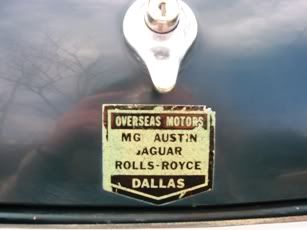 OVERSEAS MOTORS
MG AUSTIN
JAGUAR
ROLLS-ROYCE
DALLAS